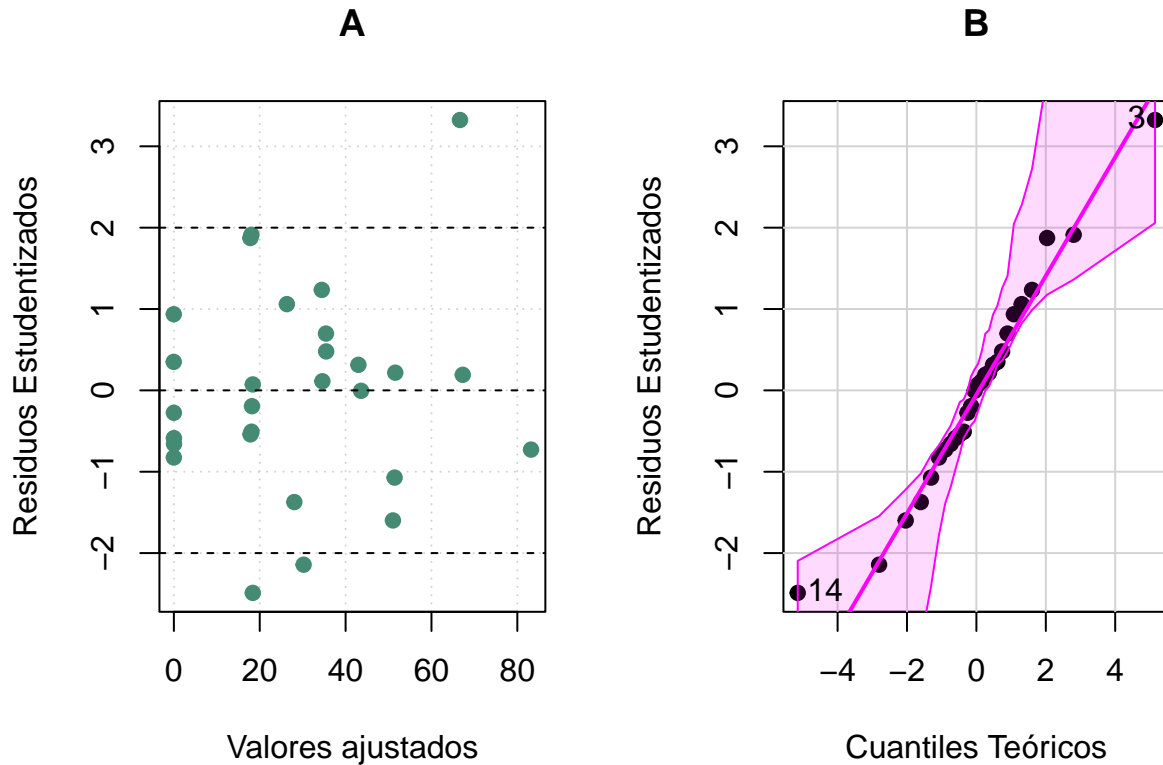 A
Residuos Estudentizados
3
2
1
0
−1
−2
0 20 40 60 80
Valores ajustados
B
Residuos Estudentizados
3
2
1
0
−1
−2
3
14
−4 −2 0 2 4
Cuantiles Teóricos